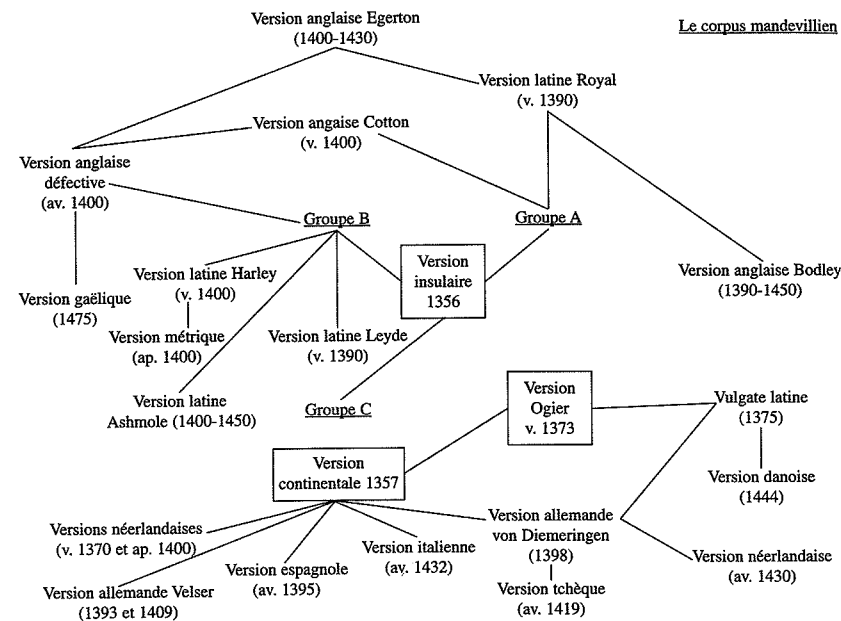 Version anglaise Egerton
(1400-1430)
Le corpus mandevillien
Version latine Royal
(v. 1390)
Version angaise Cotton
(v. 1400)
Version anglaise
défective
(av. 1400)
Groupe B
Groupe A
Version
insulaire
1356
Version latine Harley
(v. 1400)
Version anglaise Bodley
(1390-1450)
Version gaëlique
(1475)
Version métrique
(ap. 1400)
Version latine Leyde
(v. 1390)
Version latine
Ashmole (1400-1450)
Groupe C
Version
Ogier
v. 1373
Vulgate latine
(1375)
Version
continentale 1357
Version danoise
(1444)
Versions néerlandaises
(v. 1370 et ap. 1400)
Version allemande
von Diemeringen
(1398)
Version italienne
(av. 1432)
Version néerlandaise
(av. 1430)
Version espagnole
(av. 1395)
Version allemande Velser
(1393 et 1409)
Version tchèque
(av. 1419)